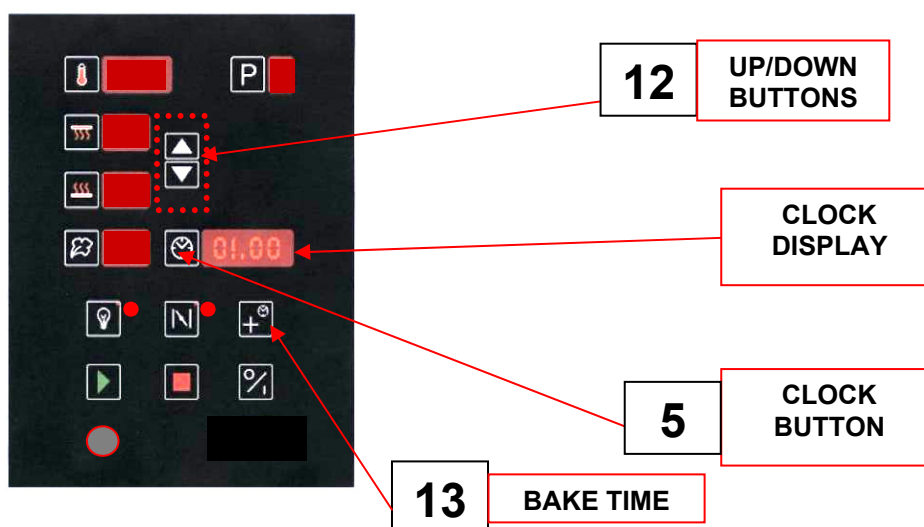 P
12
UP/DOWN
BUTTONS
CLOCK
DISPLAY
01.00
5
CLOCK
BUTTON
13
BAKE TIME